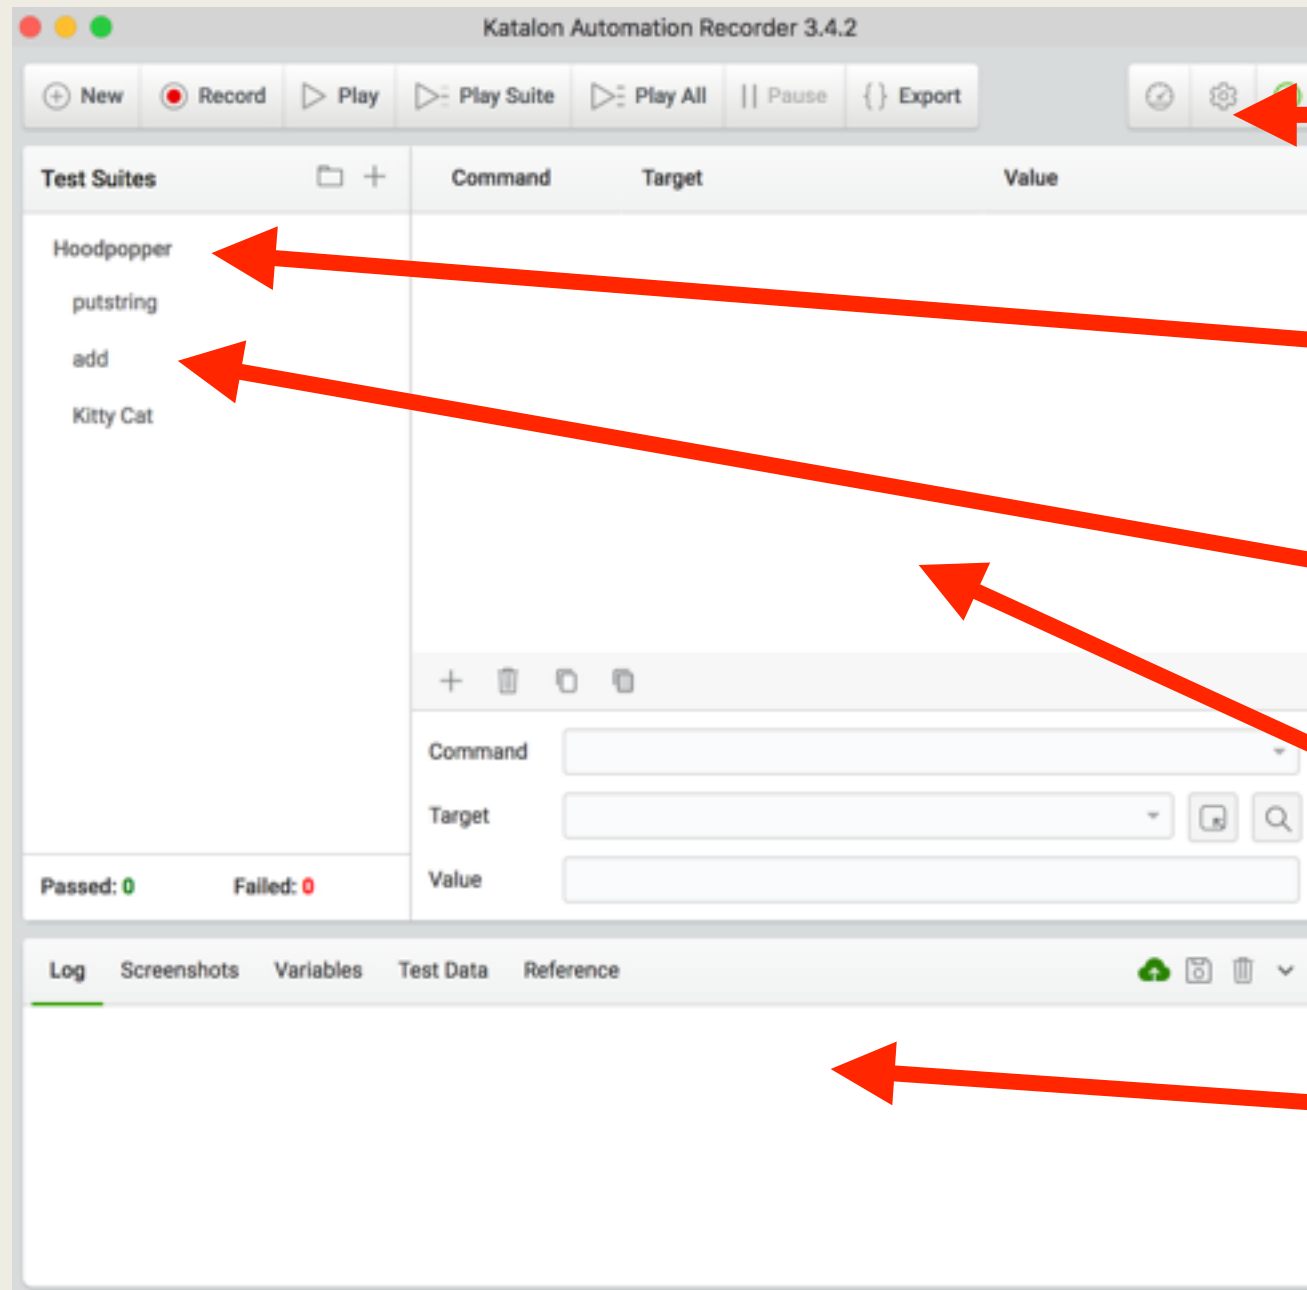 Katalon Automation Recorder 3.4.2
New Record Play Play Suite Play All Pause Export
Test Suites Command Target Value
Hoodpopper
putstring
add
Kitty Cat
Command
Target
Value
Passed: 0 Failed: 0
Log Screenshots Variables Test Data Reference